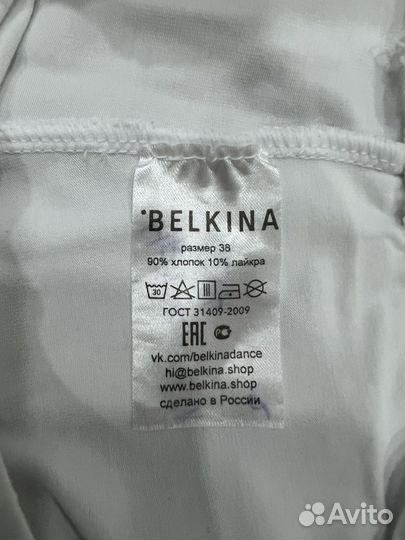 BELKINA
размер 38
90% хлопок 10% лайкра
30
ГОСТ 31409-2009
EAC
vk.com/belkinadance
hi@belkina.shop
www.belkina.shop
сделано в России
Avito